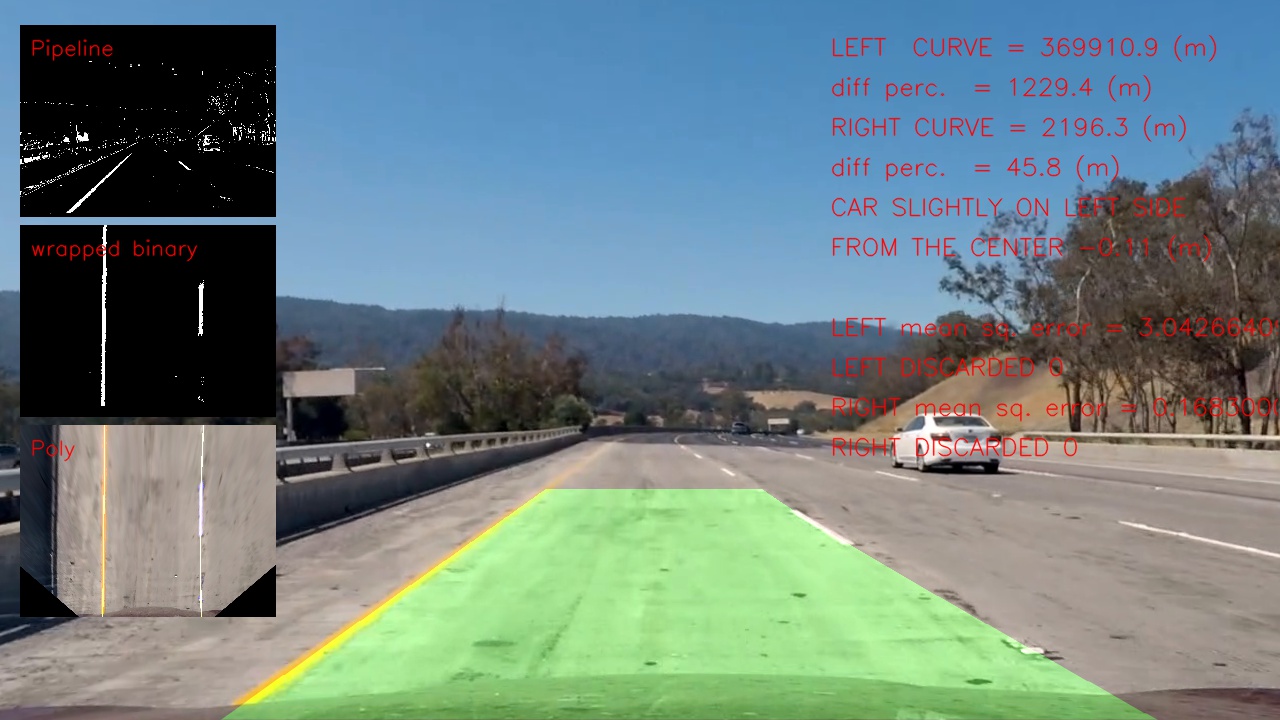 Pipeline
wrapped binary
Poly
LEFT CURVE = 369910.9 (m)
diff perc. = 1229.4 (m)
RIGHT CURVE = 2196.3 (m)
diff perc. = 45.8 (m)
CAR SLIGHTLY ON LEFT SIDE
FROM THE CENTER -0.11 (m)
LEFT mean sq. error = 3.0426640
LEFT DISCARDED 0
RIGHT mean sq. error = 0.168300
RIGHT DISCARDED 0